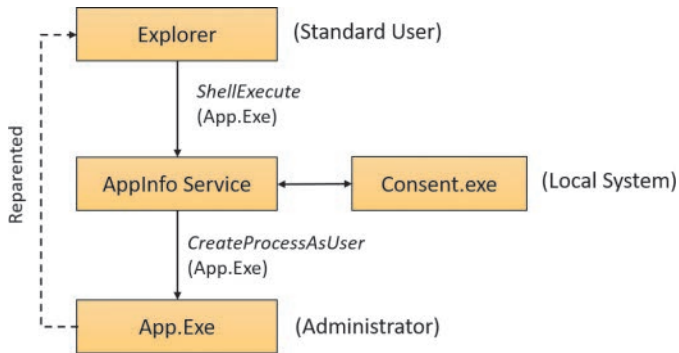 Explorer
(Standard User)
ShellExecute
(App.Exe)
Reparented
AppInfo Service
Consent.exe
(Local System)
CreateProcessAsUser
(App.Exe)
App.Exe
(Administrator)